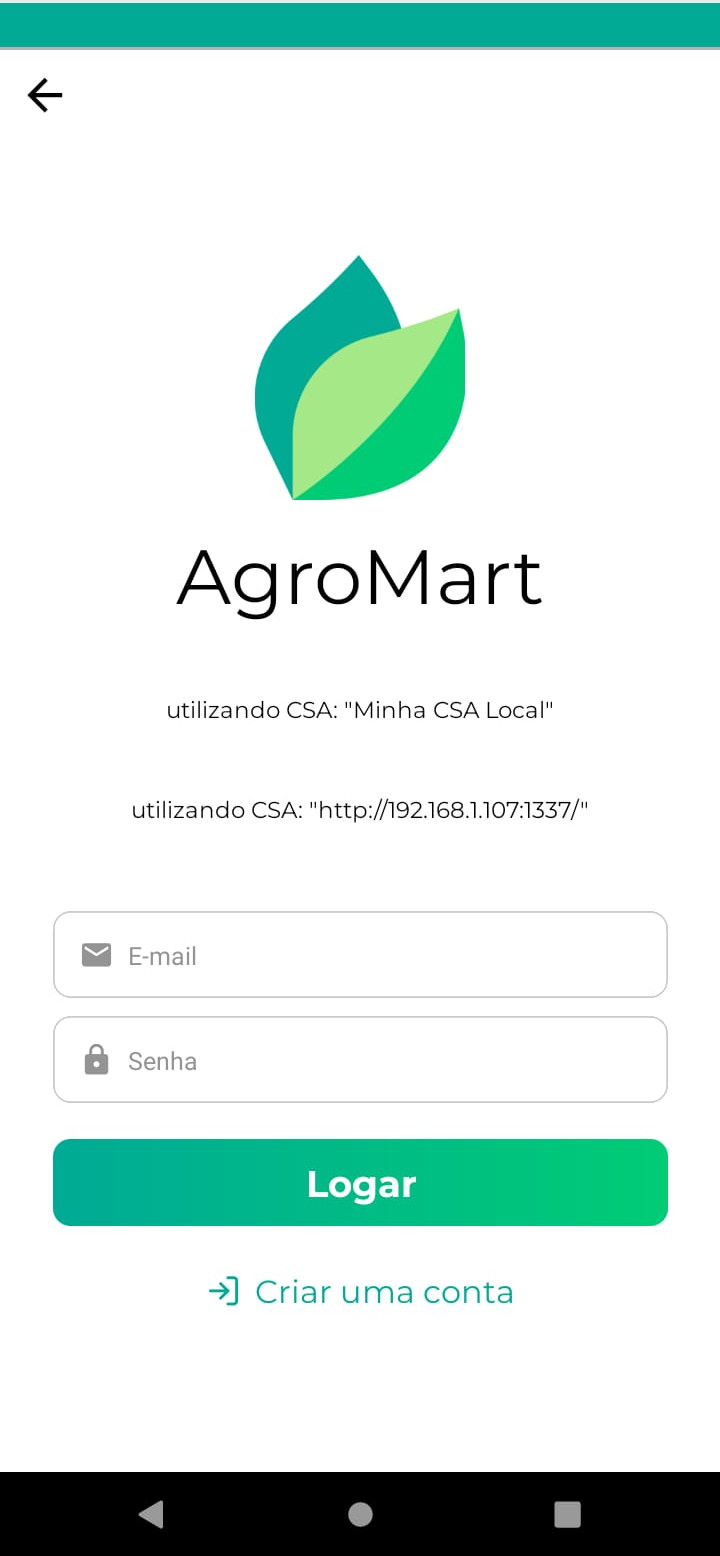 AgroMart
utilizando CSA: "Minha CSA Local"
utilizando CSA: "http://192.168.1.107:1337/"
E-mail
Senha
Logar
Criar uma conta